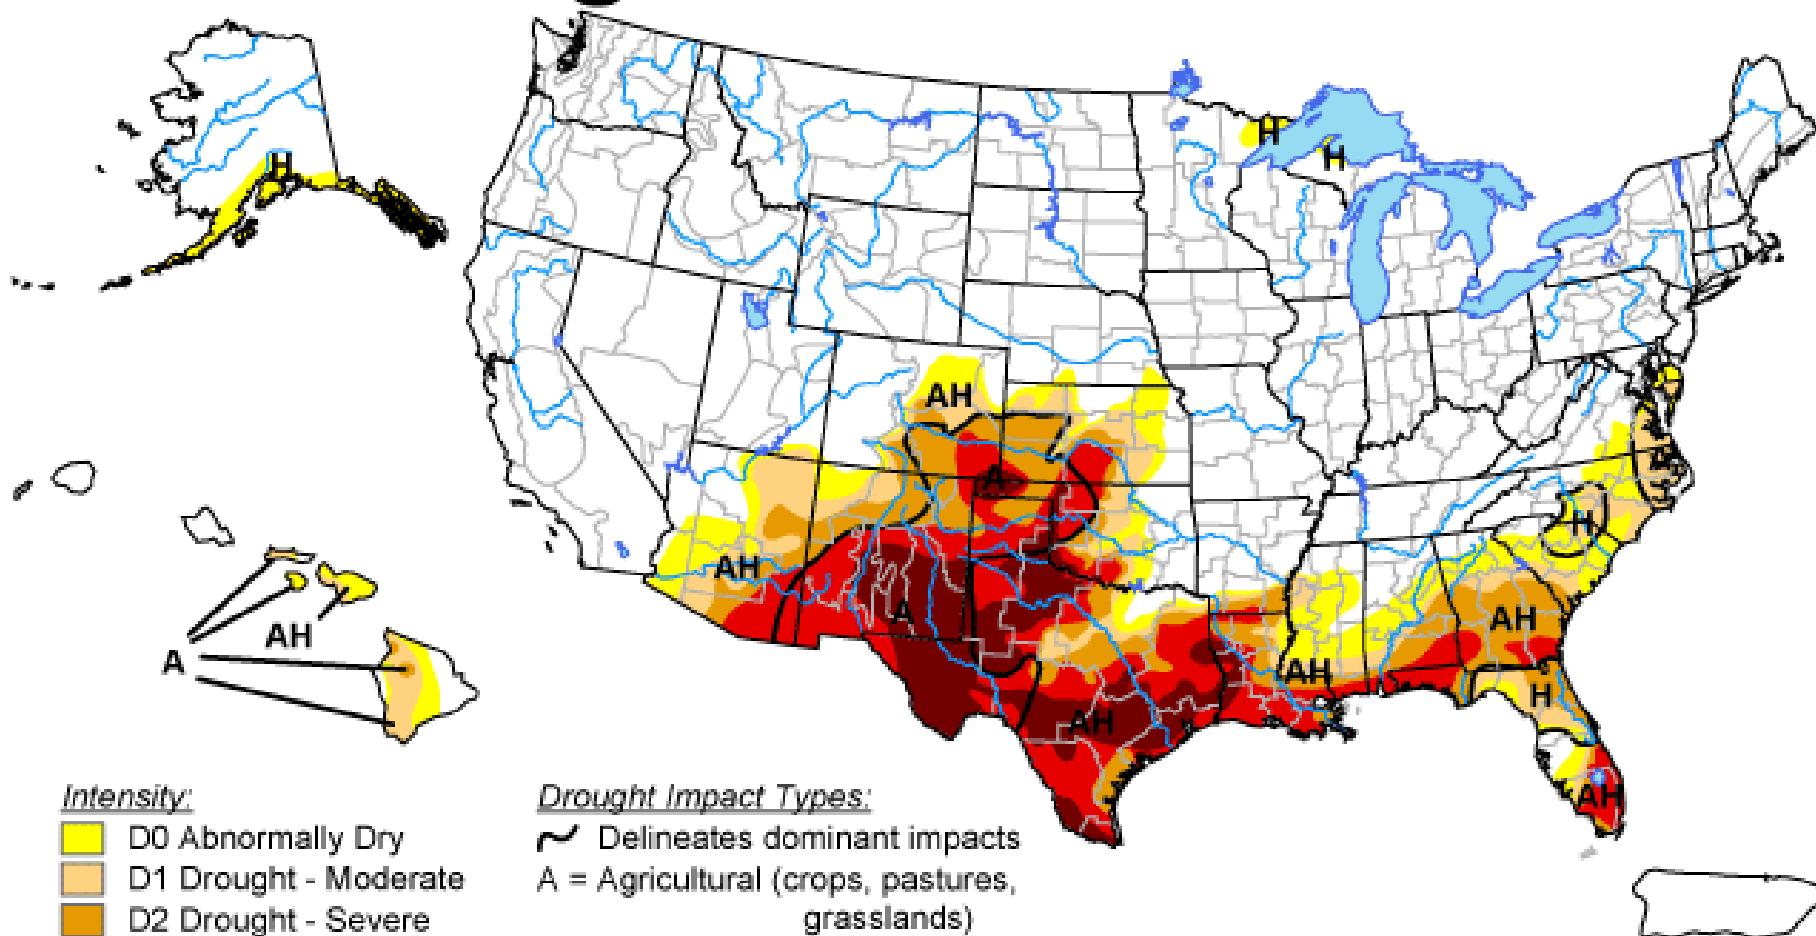 H
H
H
AH
A
AH
H
A
AH
AH
AH
A
AH
H
AH
AH
Intensity:
D0 Abnormally Dry
D1 Drought - Moderate
D2 Drought - Severe
Drought Impact Types:
Delineates dominant impacts
A = Agricultural (crops, pastures,
grasslands)